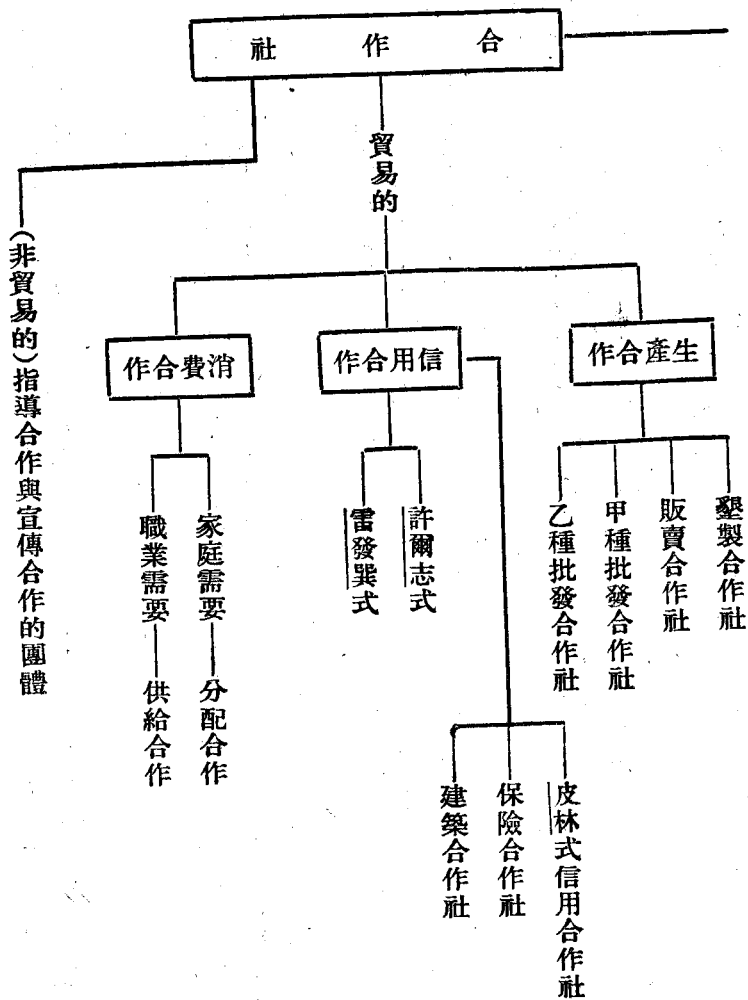 合作社
貿易的
(非貿易的)指導合作與宣傳合作的團體
生產合作
信用合作
消費合作
墾製合作社
販賣合作社
甲種批發合作社
乙種批發合作社
許爾志式
雷發巽式
皮林式信用合作社
保險合作社
建築合作社
家庭需要
分配合作
職業需要
供給合作